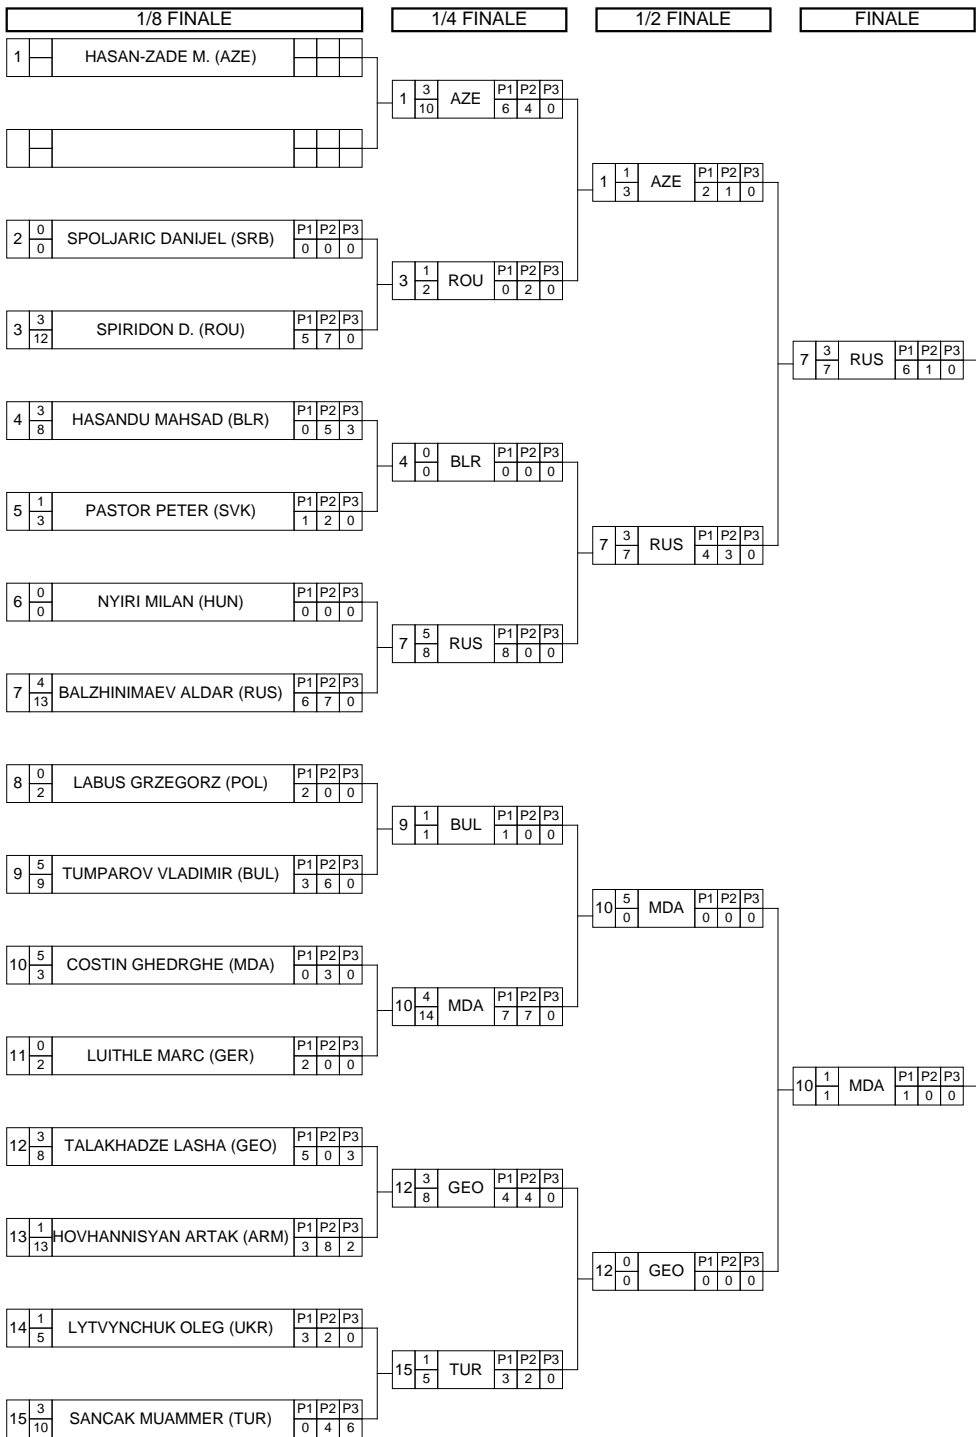 1/8 FINALE 1/4 FINALE 1/2 FINALE FINALE
1 HASAN-ZADE M. (AZE)
1 3 10 AZE P1 P2 P3 6 4 0
1 1 3 AZE P1 P2 P3 2 1 0
2 0 0 SPOLJARIC DANIJEL (SRB) P1 P2 P3 0 0 0
3 1 2 ROU P1 P2 P3 0 2 0
3 3 12 SPIRIDON D. (ROU) P1 P2 P3 5 7 0
7 3 7 RUS P1 P2 P3 6 1 0
4 3 8 HASANDU MAHSAD (BLR) P1 P2 P3 0 5 3
4 0 0 BLR P1 P2 P3 0 0 0
5 1 3 PASTOR PETER (SVK) P1 P2 P3 1 2 0
7 3 7 RUS P1 P2 P3 4 3 0
6 0 0 NYIRI MILAN (HUN) P1 P2 P3 0 0 0
7 5 8 RUS P1 P2 P3 8 0 0
7 4 13 BALZHINIMAEV ALDAR (RUS) P1 P2 P3 6 7 0
8 0 2 LABUS GRZEGORZ (POL) P1 P2 P3 2 0 0
9 1 1 BUL P1 P2 P3 1 0 0
9 5 9 TUMPAROV VLADIMIR (BUL) P1 P2 P3 3 6 0
10 5 0 MDA P1 P2 P3 0 0 0
10 5 3 COSTIN GHEDRGHE (MDA) P1 P2 P3 0 3 0
10 4 14 MDA P1 P2 P3 7 7 0
11 0 2 LUITHLE MARC (GER) P1 P2 P3 2 0 0
10 1 1 MDA P1 P2 P3 1 0 0
12 3 8 TALAKHADZE LASHA (GEO) P1 P2 P3 5 0 3
12 3 8 GEO P1 P2 P3 4 4 0
13 1 13 HOVHANNISYAN ARTAK (ARM) P1 P2 P3 3 8 2
12 0 0 GEO P1 P2 P3 0 0 0
14 1 5 LYTVYNCHUK OLEG (UKR) P1 P2 P3 3 2 0
15 1 5 TUR P1 P2 P3 3 2 0
15 3 10 SANCAK MUAMMER (TUR) P1 P2 P3 0 4 6